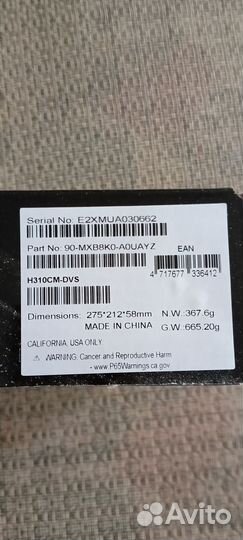 Serial No: E2XMUA030662
Part No: 90-MXB8K0-A0UAYZ
EAN
4 717677 336412
H310CM-DVS
Dimensions: 275*212*58mm N.W.:367.6g
MADE IN CHINA G.W.:665.20g
CALIFORNIA, USA ONLY
⚠ WARNING: Cancer and Reproductive Harm
- www.P65Warnings.ca.gov
Avito